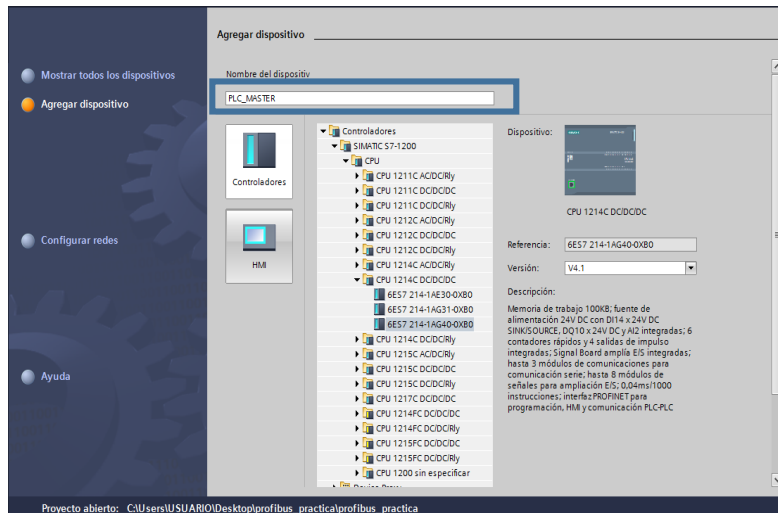 Agregar dispositivo
Mostrar todos los dispositivos
Agregar dispositivo
Configurar redes
Ayuda
Nombre del dispositiv
PLC_MASTER
Controladores
HMI
Controladores
SIMATIC S7-1200
CPU
CPU 1211C AC/DC/Rly
CPU 1211C DC/DC/DC
CPU 1211C DC/DC/Rly
CPU 1212C AC/DC/Rly
CPU 1212C DC/DC/DC
CPU 1212C DC/DC/Rly
CPU 1214C AC/DC/Rly
CPU 1214C DC/DC/DC
6ES7 214-1AE30-0XB0
6ES7 214-1AG31-0XB0
6ES7 214-1AG40-0XB0
CPU 1214C DC/DC/Rly
CPU 1215C AC/DC/Rly
CPU 1215C DC/DC/DC
CPU 1215C DC/DC/Rly
CPU 1217C DC/DC/DC
CPU 1214FC DC/DC/DC
CPU 1214FC DC/DC/Rly
CPU 1215FC DC/DC/DC
CPU 1215FC DC/DC/Rly
CPU 1200 sin especificar
Dispositivo:
CPU 1214C DC/DC/DC
Referencia: 6ES7 214-1AG40-0XB0
Versión: V4.1
Descripción:
Memoria de trabajo 100KB; fuente de
alimentación 24V DC con DI14 x 24V DC
SINK/SOURCE, DQ10 x 24V DC y AI2 integradas; 6
contadores rápidos y 4 salidas de impulso
integradas; Signal Board amplía E/S integradas;
hasta 3 módulos de comunicaciones para
comunicación serie; hasta 8 módulos de
señales para ampliación E/S; 0,04ms/1000
instrucciones; interfaz PROFINET para
programación, HMI y comunicación PLC-PLC
Proyecto abierto: C:\Users\USUARIO\Desktop\profibus_practica\profibus_practica